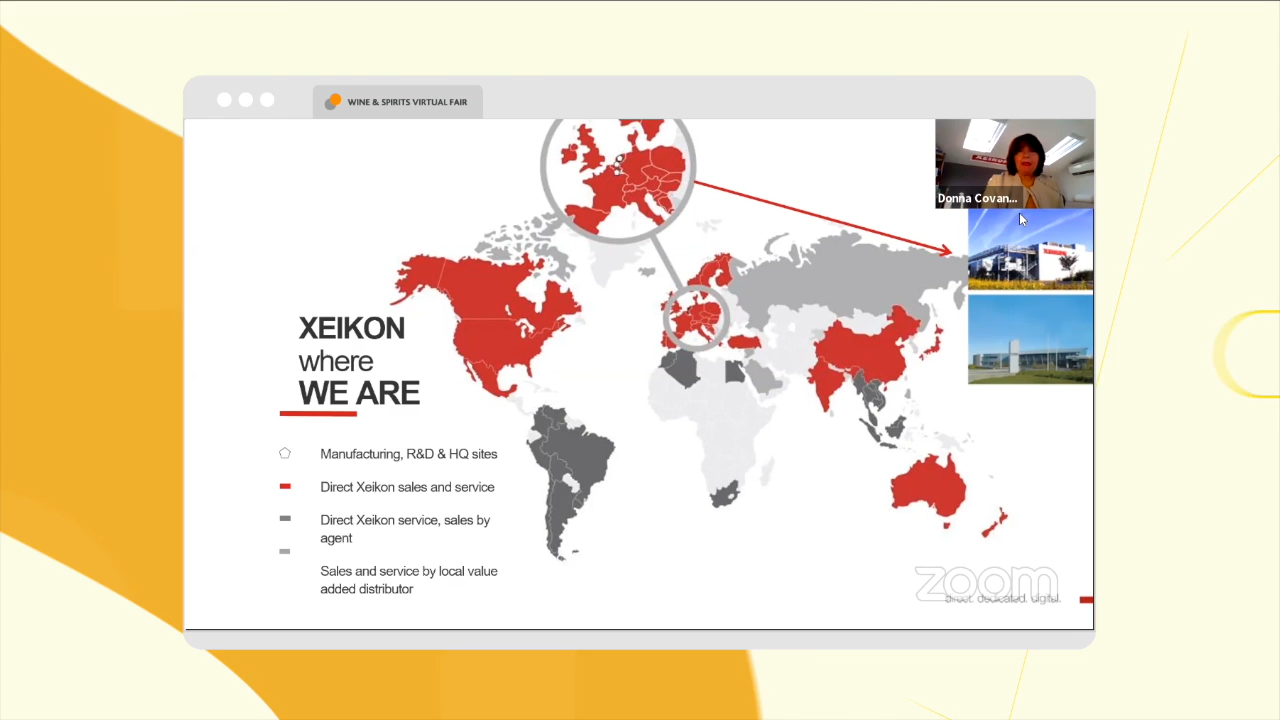 WINE & SPIRITS VIRTUAL FAIR
XEIKON
Donna Covan...
XEIKON
where
WE ARE
Manufacturing, R&D & HQ sites
Direct Xeikon sales and service
Direct Xeikon service, sales by
agent
Sales and service by local value
added distributor
zoom
direct. dedicated. digital.